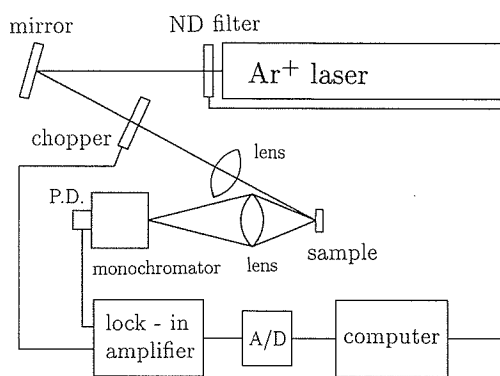 mirror
ND filter
Ar+ laser
chopper
lens
P.D.
monochromator
lens
sample
lock - in
amplifier
A/D
computer